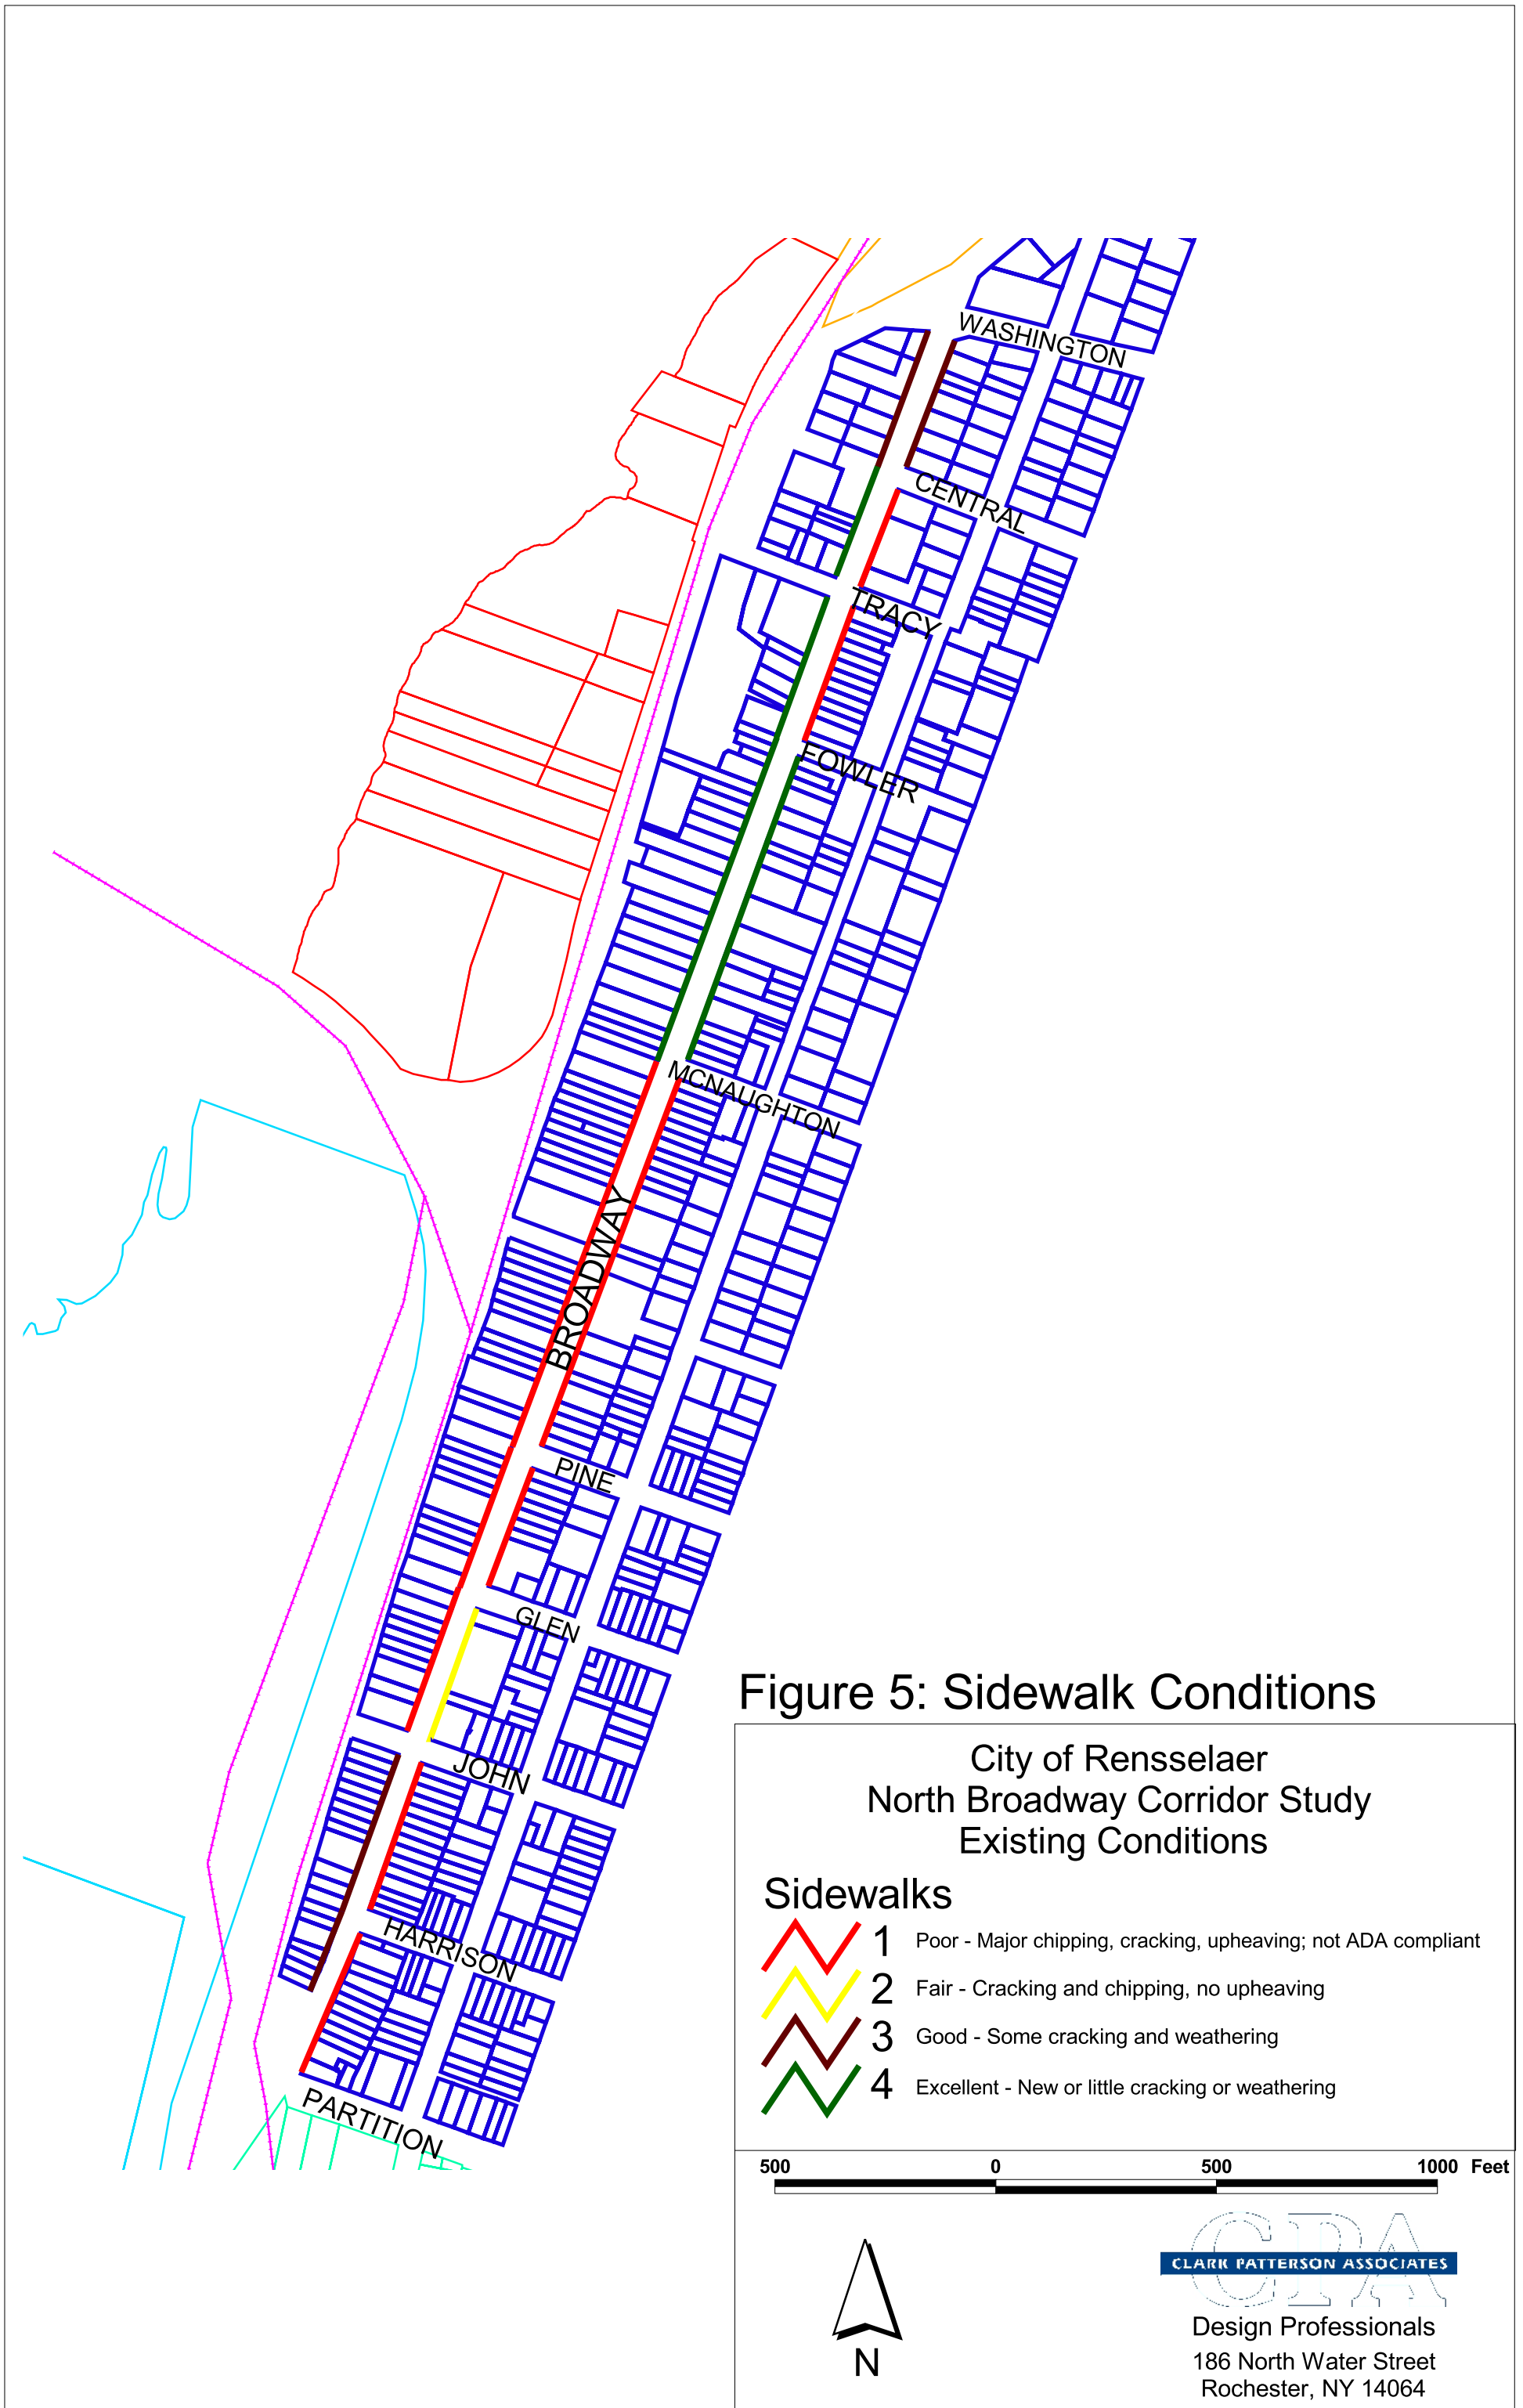 WASHINGTON
CENTRAL
TRACY
FOWLER
MCNAUGHTON
BROADWAY
PINE
GLEN
JOHN
HARRISON
PARTITION
Figure 5: Sidewalk Conditions
City of Rensselaer
North Broadway Corridor Study
Existing Conditions
Sidewalks
1 Poor - Major chipping, cracking, upheaving; not ADA compliant
2 Fair - Cracking and chipping, no upheaving
3 Good - Some cracking and weathering
4 Excellent - New or little cracking or weathering
500 0 500 1000 Feet
N
CPA
CLARK PATTERSON ASSOCIATES
Design Professionals
186 North Water Street
Rochester, NY 14064